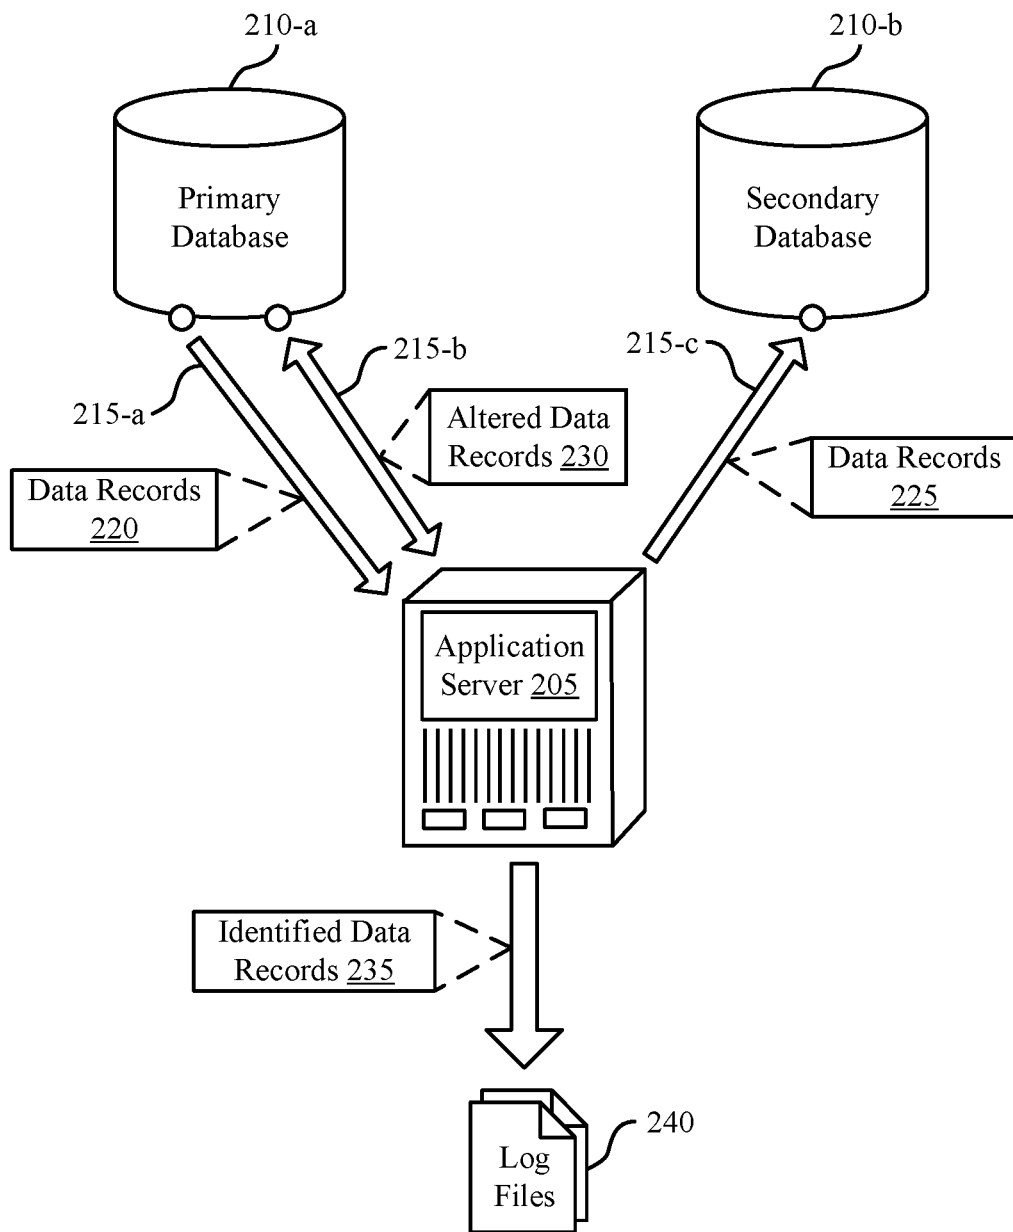 210-a
210-b
Primary
Database
Secondary
Database
215-a
215-b
215-c
Altered Data
Records 230
Data Records
220
Data Records
225
Application
Server 205
Identified Data
Records 235
240
Log
Files